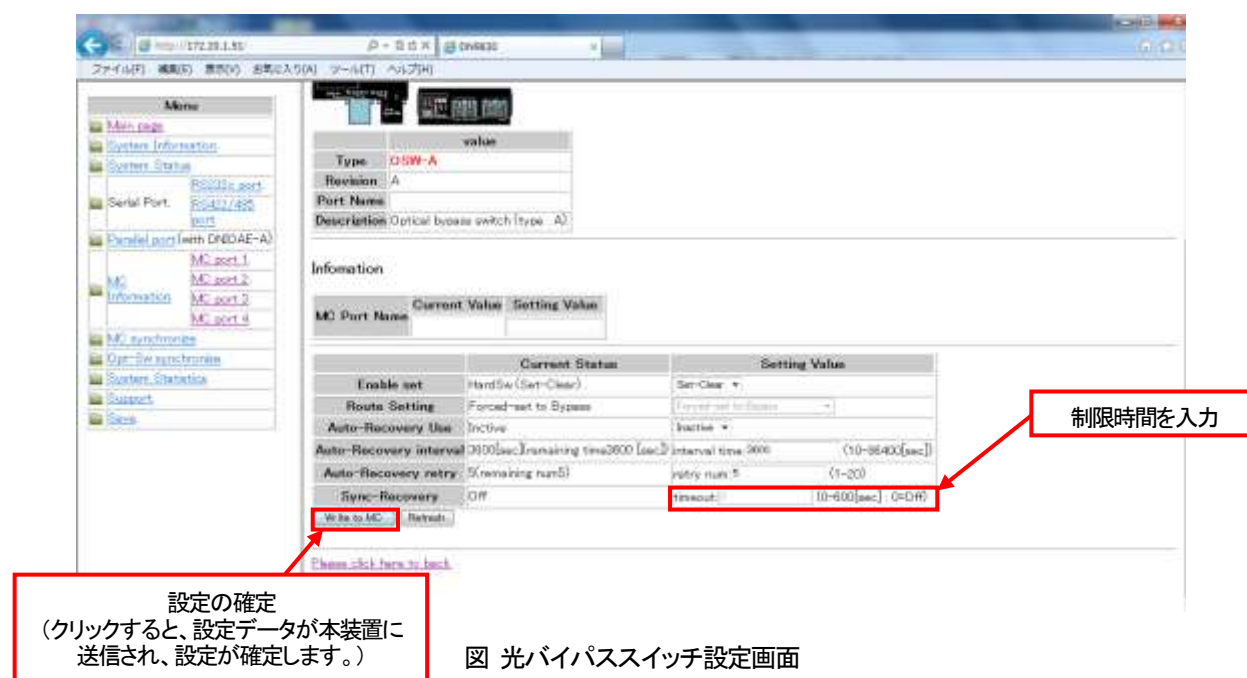 http://172.20.1.51/
DN6830
ファイル(F) 編集(E) 表示(V) お気に入り(A) ツール(T) ヘルプ(H)
Menu
Main page
System Information
System Status
Serial Port
RS232c port
RS422/485 port
Parallel port (with DNIOAE-A)
MC Information
MC port 1
MC port 2
MC port 3
MC port 4
MC synchronize
Opt-Sw synchronize
System Statistics
Support
Save
value
Type OSW-A
Revision A
Port Name
Description Optical bypass switch (type A)
Infomation
Current Value Setting Value
MC Port Name
Current Status Setting Value
Enable set HardSw(Set-Clear) Set-Clear
Route Setting Forced-set to Bypass Forced-set to Bypass
Auto-Recovery Use Inctive Inactive
Auto-Recovery interval 3600[sec](remaining time3600 [sec]) interval time 3600 (10-86400[sec])
Auto-Recovery retry 5(remaining num5) retry num 5 (1-20)
Sync-Recovery Off timeout (0-600[sec] : 0=Off)
Write to MC Refresh
Please click here to back
制限時間を入力
設定の確定
(クリックすると、設定データが本装置に
送信され、設定が確定します。)
図 光バイパススイッチ設定画面